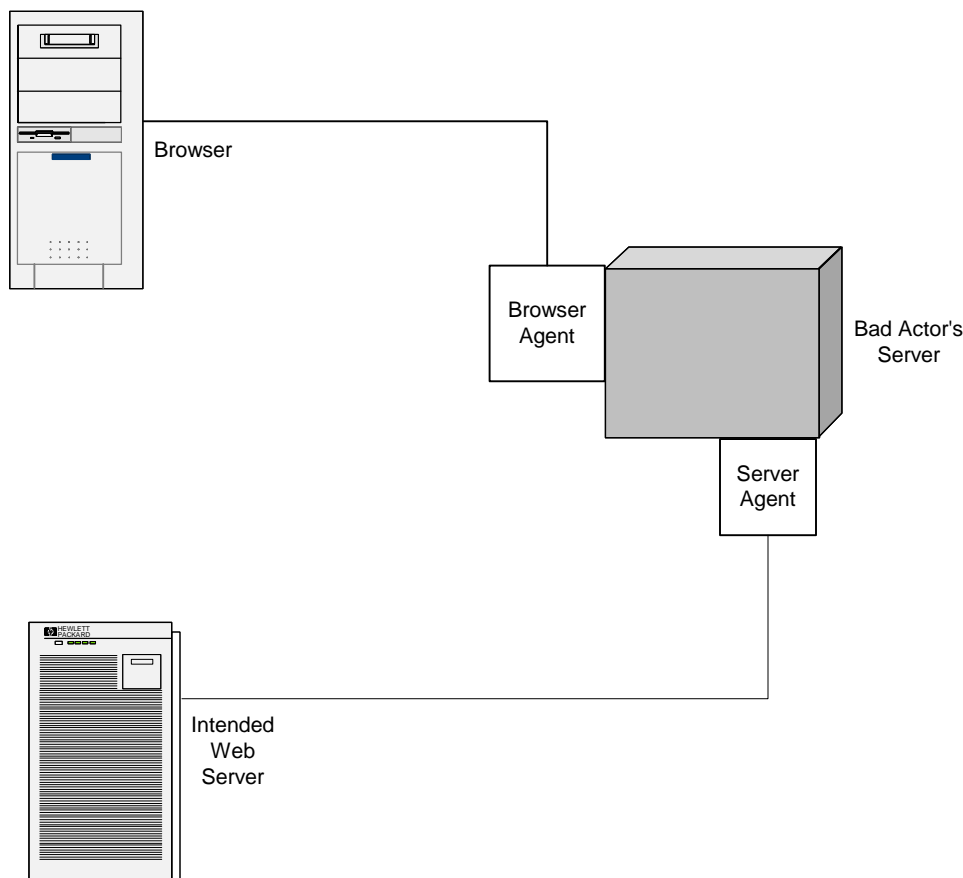 Browser
Browser
Agent
Bad Actor's
Server
Server
Agent
HEWLETT
PACKARD
Intended
Web
Server